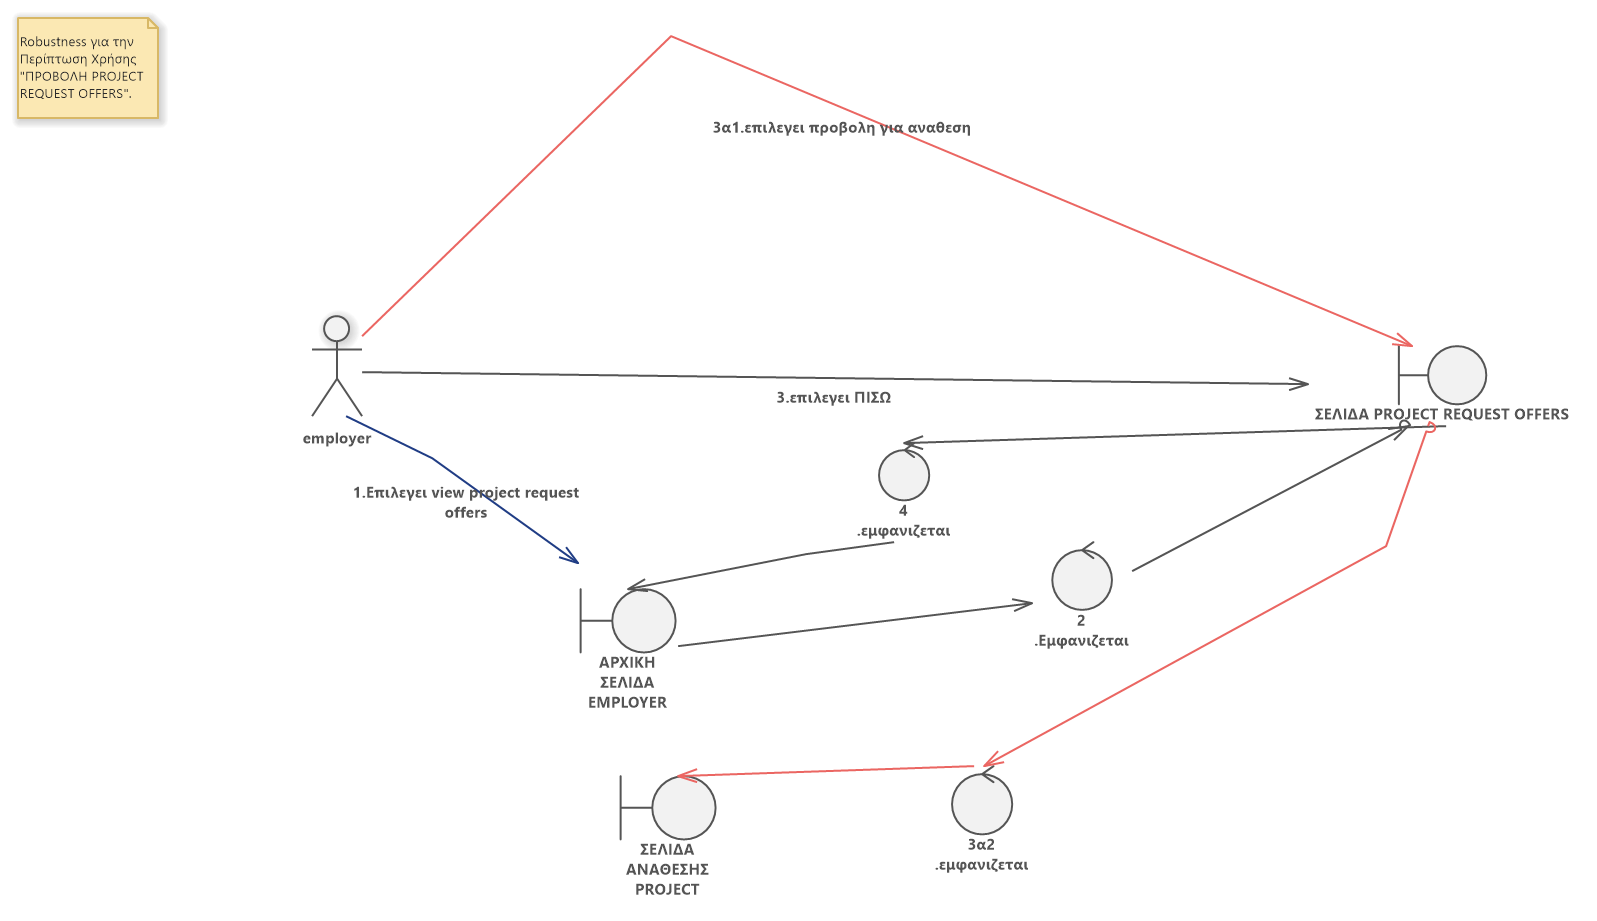 Robustness για την
Περίπτωση Χρήσης
"ΠΡΟΒΟΛΗ PROJECT
REQUEST OFFERS".
3α1.επιλεγει προβολη για αναθεση
3.επιλεγει ΠΙΣΩ
ΣΕΛΙΔΑ PROJECT REQUEST OFFERS
employer
1.Επιλεγει view project request
offers
4
.εμφανιζεται
2
.Εμφανιζεται
ΑΡΧΙΚΗ
ΣΕΛΙΔΑ
EMPLOYER
ΣΕΛΙΔΑ
ΑΝΑΘΕΣΗΣ
PROJECT
3α2
.εμφανιζεται